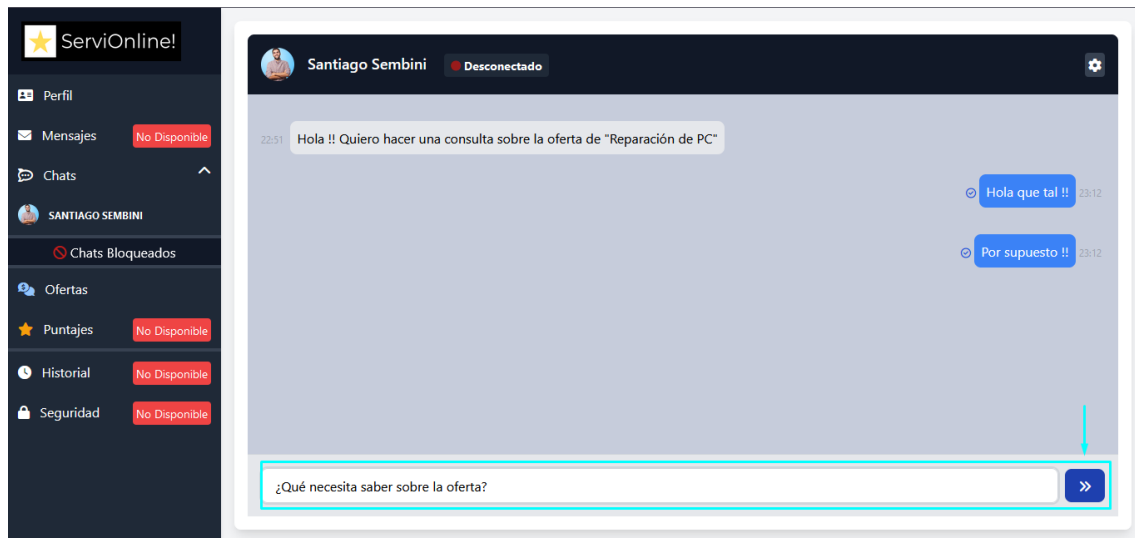 ServiOnline!
Perfil
Mensajes No Disponible
Chats
SANTIAGO SEMBINI
Chats Bloqueados
Ofertas
Puntajes No Disponible
Historial No Disponible
Seguridad No Disponible
Santiago Sembini Desconectado
22:51 Hola !! Quiero hacer una consulta sobre la oferta de "Reparación de PC"
Hola que tal !! 23:12
Por supuesto !! 23:12
¿Qué necesita saber sobre la oferta?